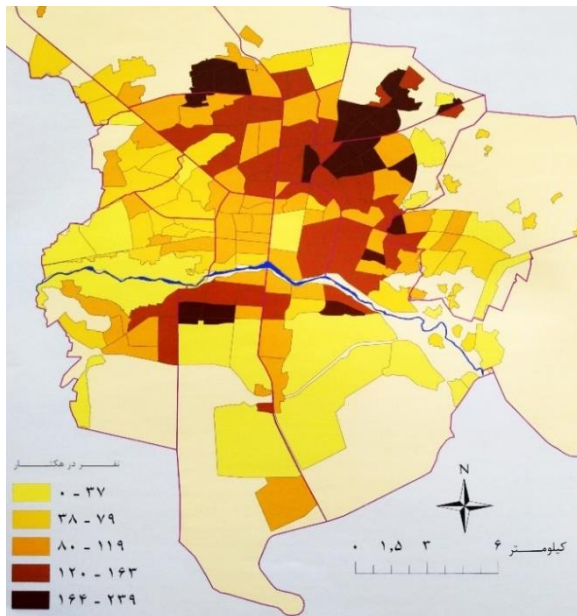 نفر در هکتار
۰ - ۳۷
۳۸ - ۷۹
۸۰ - ۱۱۹
۱۲۰ - ۱۶۳
۱۶۴ - ۲۳۹
N
کیلومتر
۰ ۱,۵ ۳ ۶